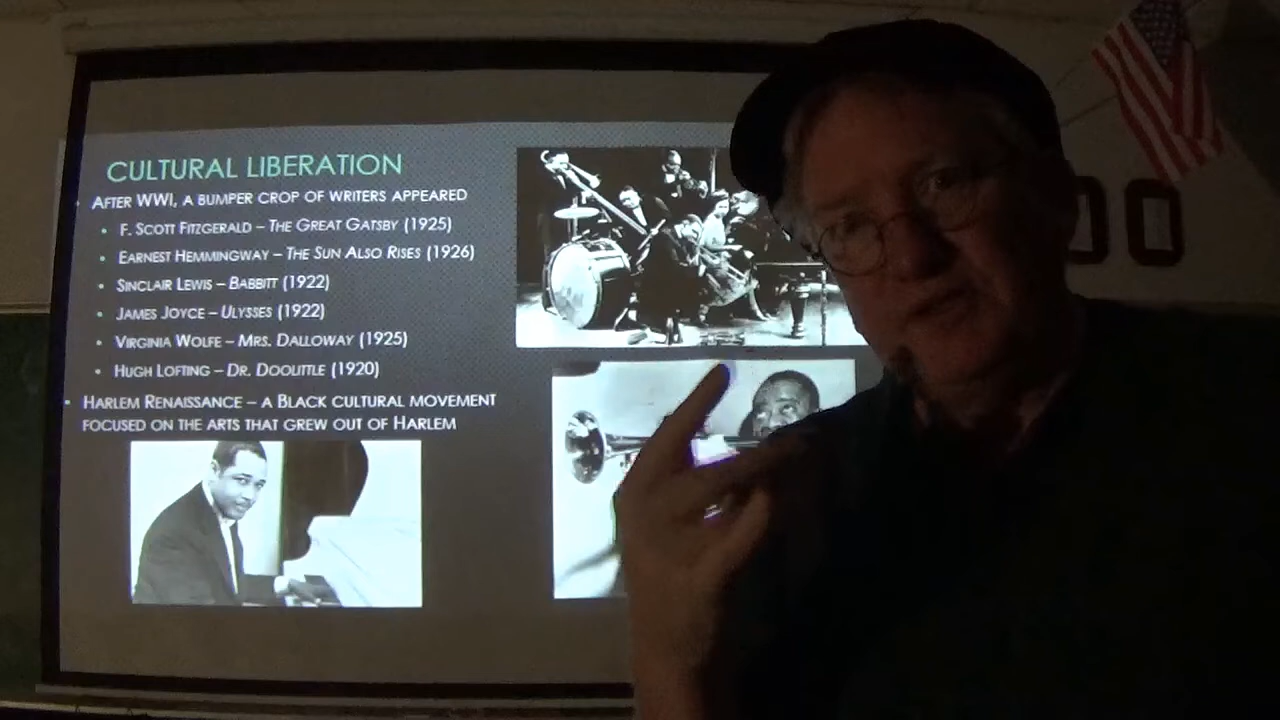 CULTURAL LIBERATION
AFTER WWI, A BUMPER CROP OF WRITERS APPEARED
F. SCOTT FITZGERALD – THE GREAT GATSBY (1925)
EARNEST HEMMINGWAY – THE SUN ALSO RISES (1926)
SINCLAIR LEWIS – BABBITT (1922)
JAMES JOYCE – ULYSSES (1922)
VIRGINIA WOLFE – MRS. DALLOWAY (1925)
HUGH LOFTING – DR. DOOLITTLE (1920)
HARLEM RENAISSANCE – A BLACK CULTURAL MOVEMENT
FOCUSED ON THE ARTS THAT GREW OUT OF HARLEM